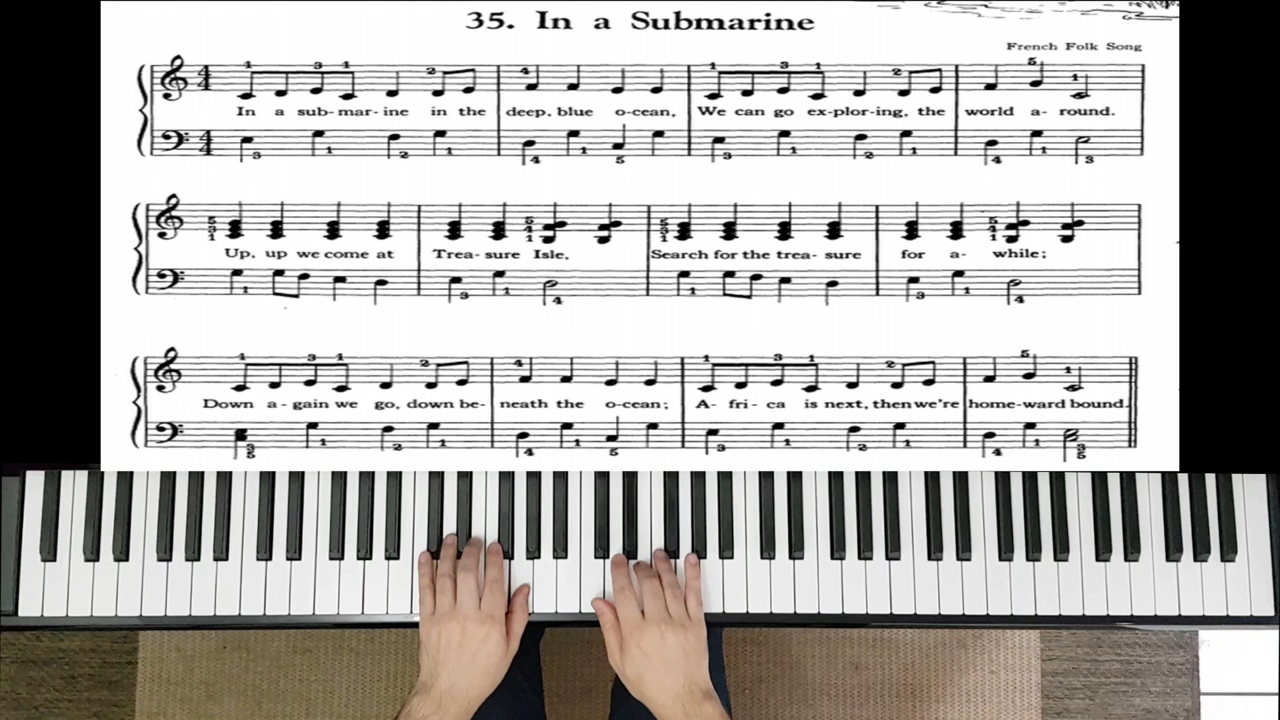 35. In a Submarine
French Folk Song
In a sub-mar-ine in the deep, blue o-cean, We can go ex-plor-ing, the world a-round.
Up, up we come at Trea-sure Isle, Search for the trea-sure for a-while;
Down a-gain we go, down be-neath the o-cean; A-fri-ca is next, then we're home-ward bound.